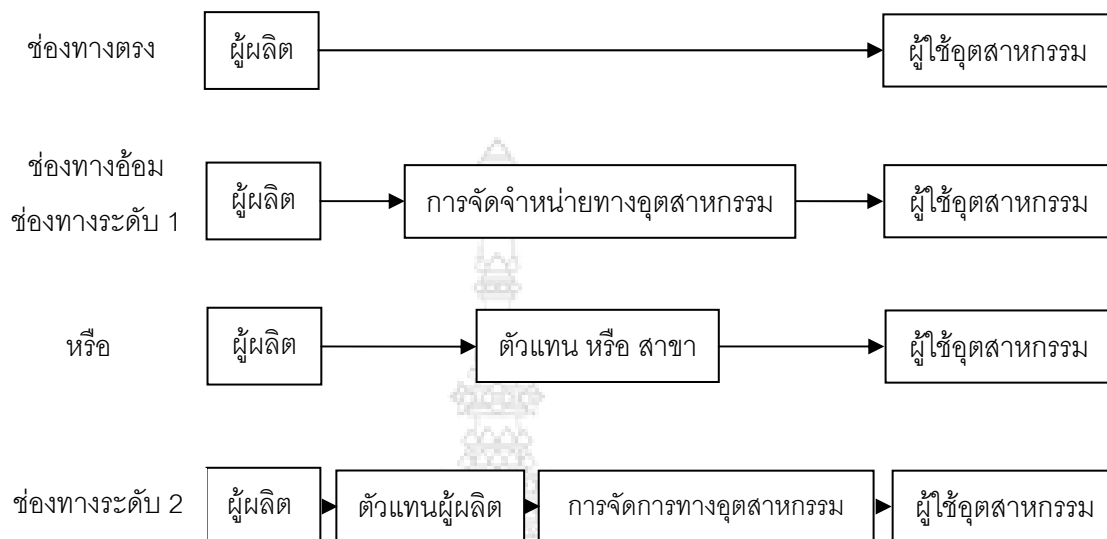 ช่องทางตรง ผู้ผลิต ผู้ใช้อุตสาหกรรม
ช่องทางอ้อม
ช่องทางระดับ 1 ผู้ผลิต การจัดจำหน่ายทางอุตสาหกรรม ผู้ใช้อุตสาหกรรม
หรือ ผู้ผลิต ตัวแทน หรือ สาขา ผู้ใช้อุตสาหกรรม
ช่องทางระดับ 2 ผู้ผลิต ตัวแทนผู้ผลิต การจัดการทางอุตสาหกรรม ผู้ใช้อุตสาหกรรม